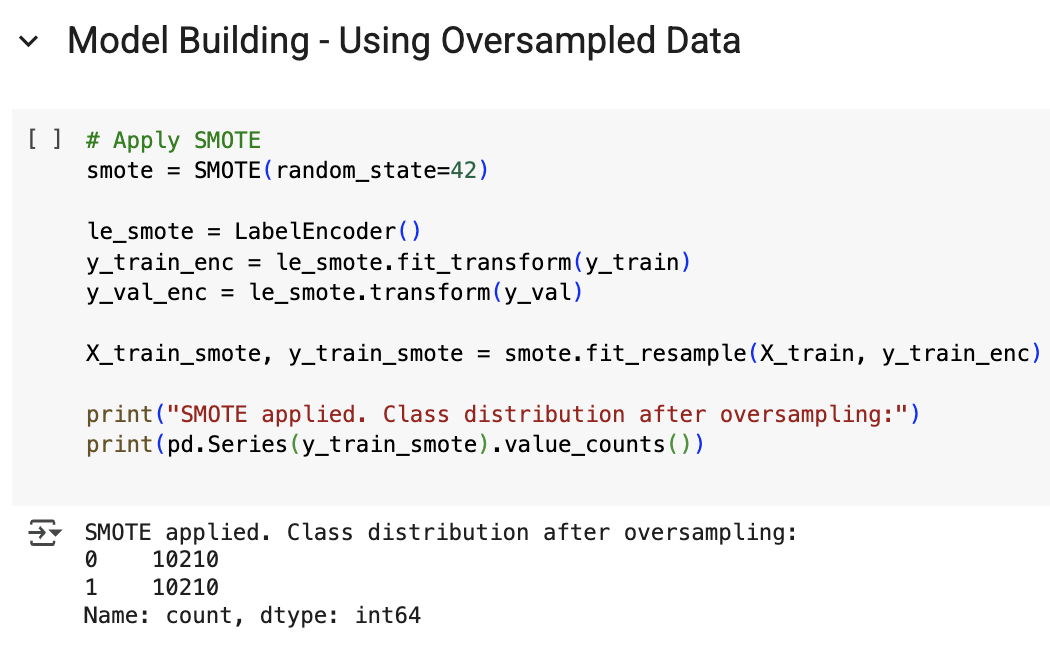 Model Building - Using Oversampled Data
[ ] # Apply SMOTE
smote = SMOTE(random_state=42)
le_smote = LabelEncoder()
y_train_enc = le_smote.fit_transform(y_train)
y_val_enc = le_smote.transform(y_val)
X_train_smote, y_train_smote = smote.fit_resample(X_train, y_train_enc)
print("SMOTE applied. Class distribution after oversampling:")
print(pd.Series(y_train_smote).value_counts())
SMOTE applied. Class distribution after oversampling:
0    10210
1    10210
Name: count, dtype: int64